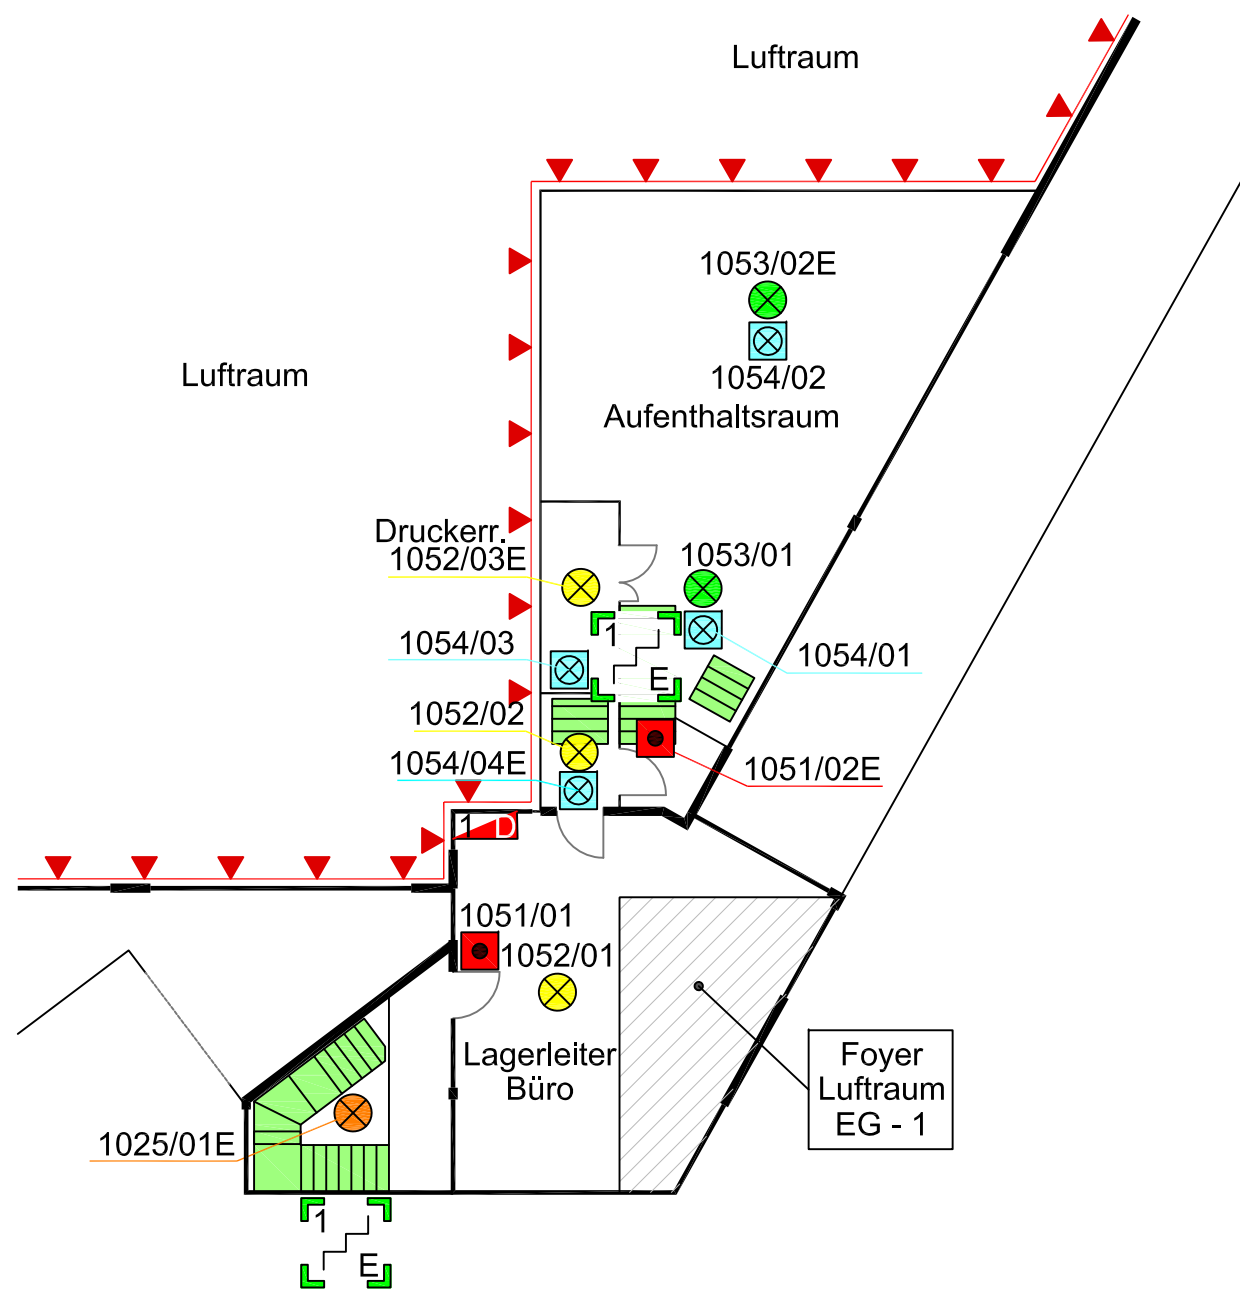 Luftraum
1053/02E
1054/02
Luftraum
Aufenthaltsraum
Druckerr.
1052/03E
1053/01
1
1054/03
1054/01
E
1052/02
1054/04E
1051/02E
1 D
1051/01
1052/01
Lagerleiter
Büro
Foyer
Luftraum
EG - 1
1025/01E
1
E